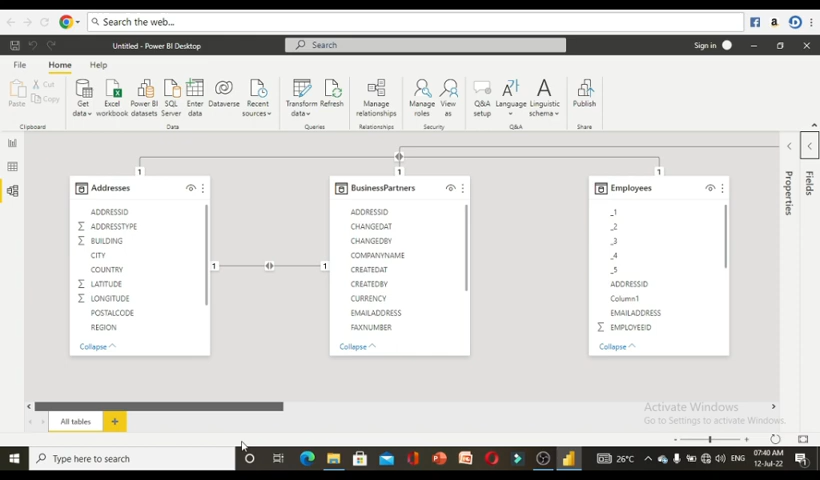 Search the web...
Untitled - Power BI Desktop
Search
Sign in
File
Home
Help
Paste
Cut
Copy
Get data
Excel workbook
Power BI datasets
SQL Server
Enter data
Dataverse
Recent sources
Transform data
Refresh
Manage relationships
Manage roles
View as
Q&A setup
Language
Linguistic schema
Publish
Clipboard
Data
Queries
Relationships
Security
Q&A
Share
1
1
1
Addresses
ADDRESSID
ADDRESSTYPE
BUILDING
CITY
COUNTRY
LATITUDE
LONGITUDE
POSTALCODE
REGION
Collapse
1
1
BusinessPartners
ADDRESSID
CHANGEDAT
CHANGEDBY
COMPANYNAME
CREATEDAT
CREATEDBY
CURRENCY
EMAILADDRESS
FAXNUMBER
Collapse
Employees
_1
_2
_3
_4
_5
ADDRESSID
Column1
EMAILADDRESS
EMPLOYEEID
Collapse
Properties
Fields
Activate Windows
Go to Settings to activate Windows.
All tables
Type here to search
26°C
ENG
07:40 AM
12-Jul-22